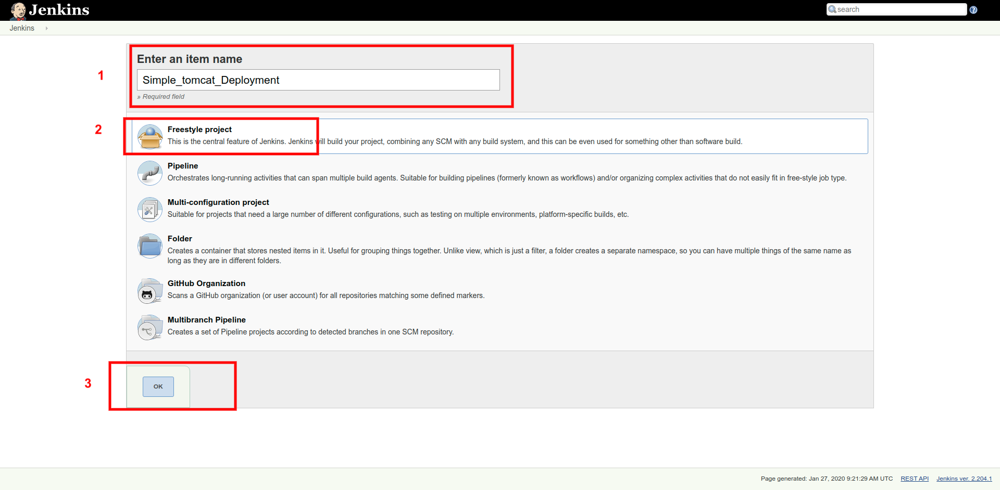 Jenkins
search
Jenkins
1
Enter an item name
Simple_tomcat_Deployment
» Required field
2
Freestyle project
This is the central feature of Jenkins. Jenkins will build your project, combining any SCM with any build system, and this can be even used for something other than software build.
Pipeline
Orchestrates long-running activities that can span multiple build agents. Suitable for building pipelines (formerly known as workflows) and/or organizing complex activities that do not easily fit in free-style job type.
Multi-configuration project
Suitable for projects that need a large number of different configurations, such as testing on multiple environments, platform-specific builds, etc.
Folder
Creates a container that stores nested items in it. Useful for grouping things together. Unlike view, which is just a filter, a folder creates a separate namespace, so you can have multiple things of the same name as
long as they are in different folders.
GitHub Organization
Scans a GitHub organization (or user account) for all repositories matching some defined markers.
Multibranch Pipeline
Creates a set of Pipeline projects according to detected branches in one SCM repository.
3
OK
Page generated: Jan 27, 2020 9:21:29 AM UTC REST API Jenkins ver. 2.204.1